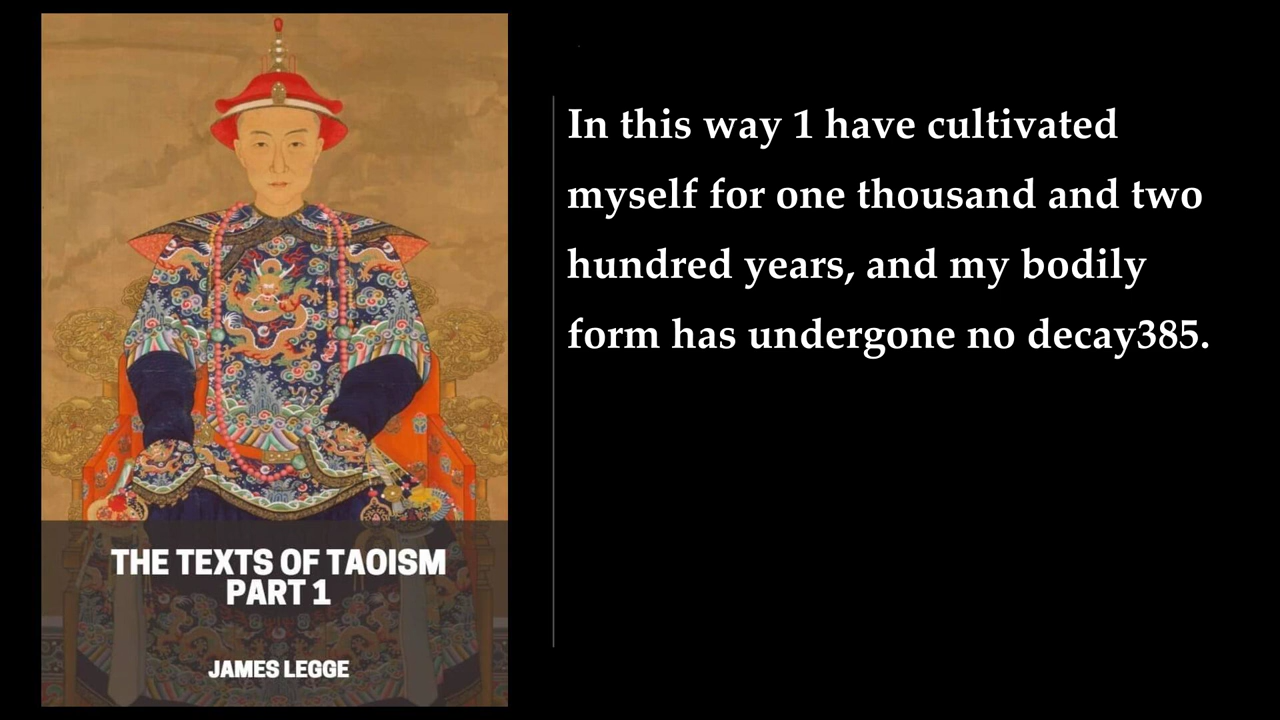 In this way 1 have cultivated
myself for one thousand and two
hundred years, and my bodily
form has undergone no decay385.
THE TEXTS OF TAOISM
PART 1
JAMES LEGGE